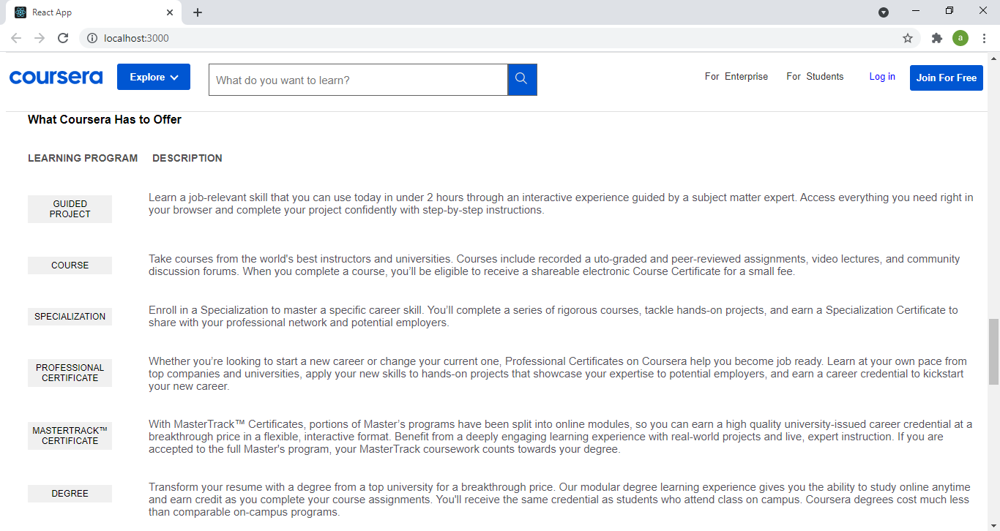 React App
localhost:3000
a
coursera
Explore
What do you want to learn?
For Enterprise
For Students
Log in
Join For Free
What Coursera Has to Offer
LEARNING PROGRAM DESCRIPTION
GUIDED
PROJECT
Learn a job-relevant skill that you can use today in under 2 hours through an interactive experience guided by a subject matter expert. Access everything you need right in
your browser and complete your project confidently with step-by-step instructions.
COURSE
Take courses from the world's best instructors and universities. Courses include recorded a uto-graded and peer-reviewed assignments, video lectures, and community
discussion forums. When you complete a course, you’ll be eligible to receive a shareable electronic Course Certificate for a small fee.
SPECIALIZATION
Enroll in a Specialization to master a specific career skill. You’ll complete a series of rigorous courses, tackle hands-on projects, and earn a Specialization Certificate to
share with your professional network and potential employers.
PROFESSIONAL
CERTIFICATE
Whether you’re looking to start a new career or change your current one, Professional Certificates on Coursera help you become job ready. Learn at your own pace from
top companies and universities, apply your new skills to hands-on projects that showcase your expertise to potential employers, and earn a career credential to kickstart
your new career.
MASTERTRACK™
CERTIFICATE
With MasterTrack™ Certificates, portions of Master’s programs have been split into online modules, so you can earn a high quality university-issued career credential at a
breakthrough price in a flexible, interactive format. Benefit from a deeply engaging learning experience with real-world projects and live, expert instruction. If you are
accepted to the full Master's program, your MasterTrack coursework counts towards your degree.
DEGREE
Transform your resume with a degree from a top university for a breakthrough price. Our modular degree learning experience gives you the ability to study online anytime
and earn credit as you complete your course assignments. You'll receive the same credential as students who attend class on campus. Coursera degrees cost much less
than comparable on-campus programs.